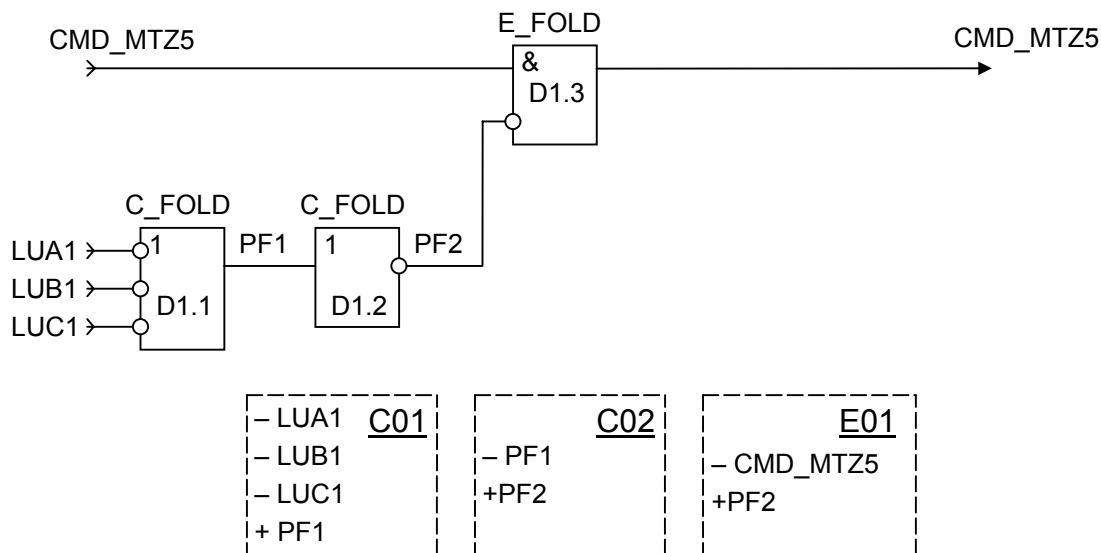 E_FOLD
CMD_MTZ5
CMD_MTZ5
&
D1.3
C_FOLD
C_FOLD
LUA1
1
PF1
1
PF2
LUB1
D1.1
D1.2
LUC1
– LUA1 C01
– LUB1
– LUC1
+ PF1
C02
– PF1
+PF2
E01
– CMD_MTZ5
+PF2